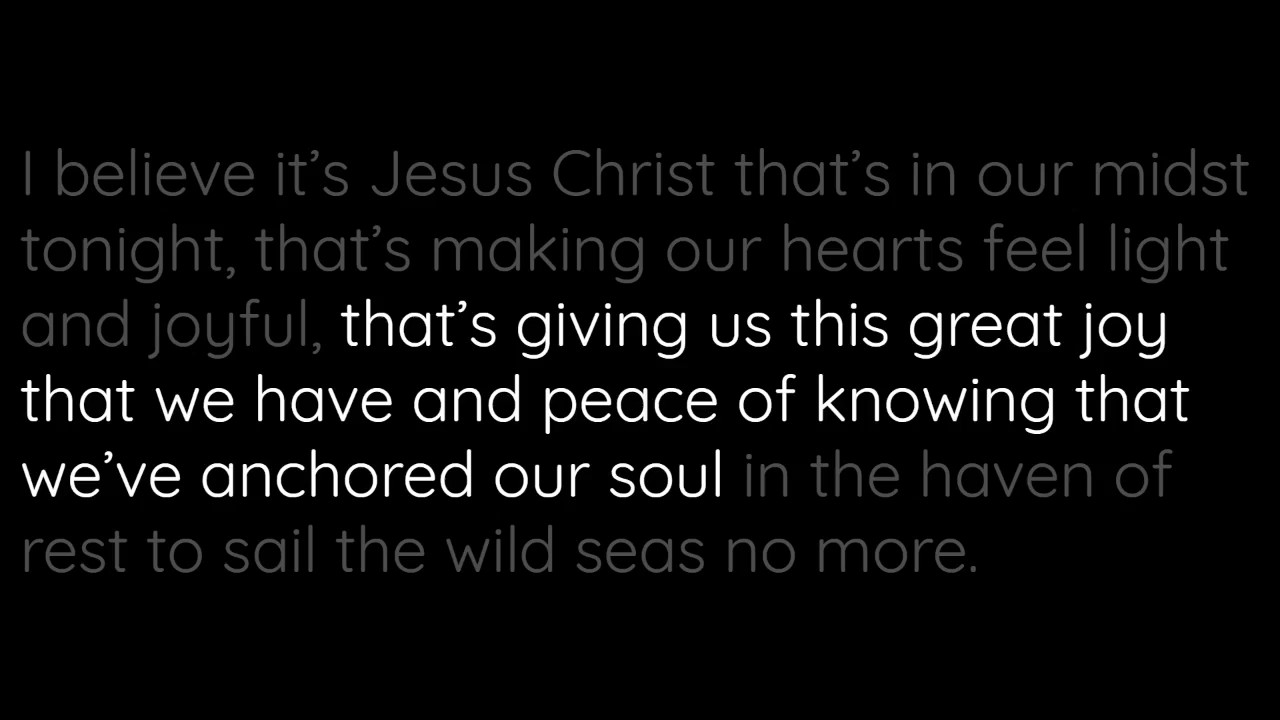 I believe it’s Jesus Christ that’s in our midst
tonight, that’s making our hearts feel light
and joyful, that’s giving us this great joy
that we have and peace of knowing that
we’ve anchored our soul in the haven of
rest to sail the wild seas no more.